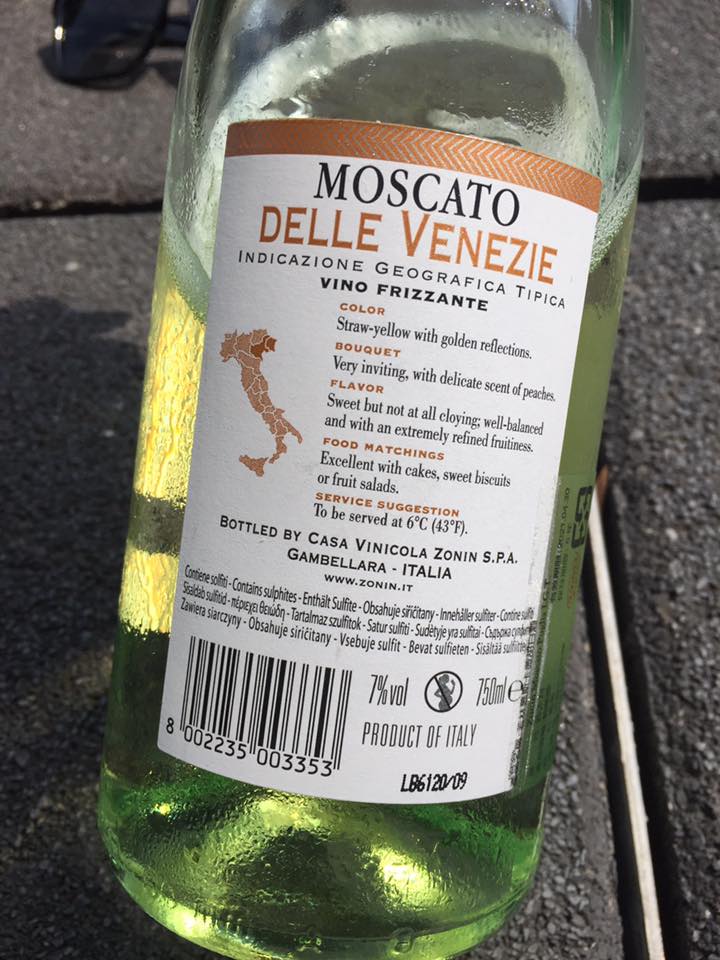 MOSCATO
DELLE VENEZIE
INDICAZIONE GEOGRAFICA TIPICA
VINO FRIZZANTE
COLOR
Straw-yellow with golden reflections.
BOUQUET
Very inviting, with delicate scent of peaches.
FLAVOR
Sweet but not at all cloying; well-balanced
and with an extremely refined fruitiness.
FOOD MATCHINGS
Excellent with cakes, sweet biscuits
or fruit salads.
SERVICE SUGGESTION
To be served at 6°C (43°F).
BOTTLED BY CASA VINICOLA ZONIN S.P.A.
GAMBELLARA - ITALIA
WWW.ZONIN.IT
Contiene solfiti - Contains sulphites - Enthält Sulfite - Obsahuje siřičitany - Innehåller sulfiter - Contine sulfiti
Sisaldab sulfitid - περιεχει θειωδη - Tartalmaz szulfitok - Satur sulfiti - Sudėtyje yra sulfitai - Съдържа
Zawiera siarczyny - Obsahuje siričitany - Vsebuje sulfit - Bevat sulfieten - Sisältää
7% vol
750ml e
PRODUCT OF ITALY
8 002235 003353
LB6120/09